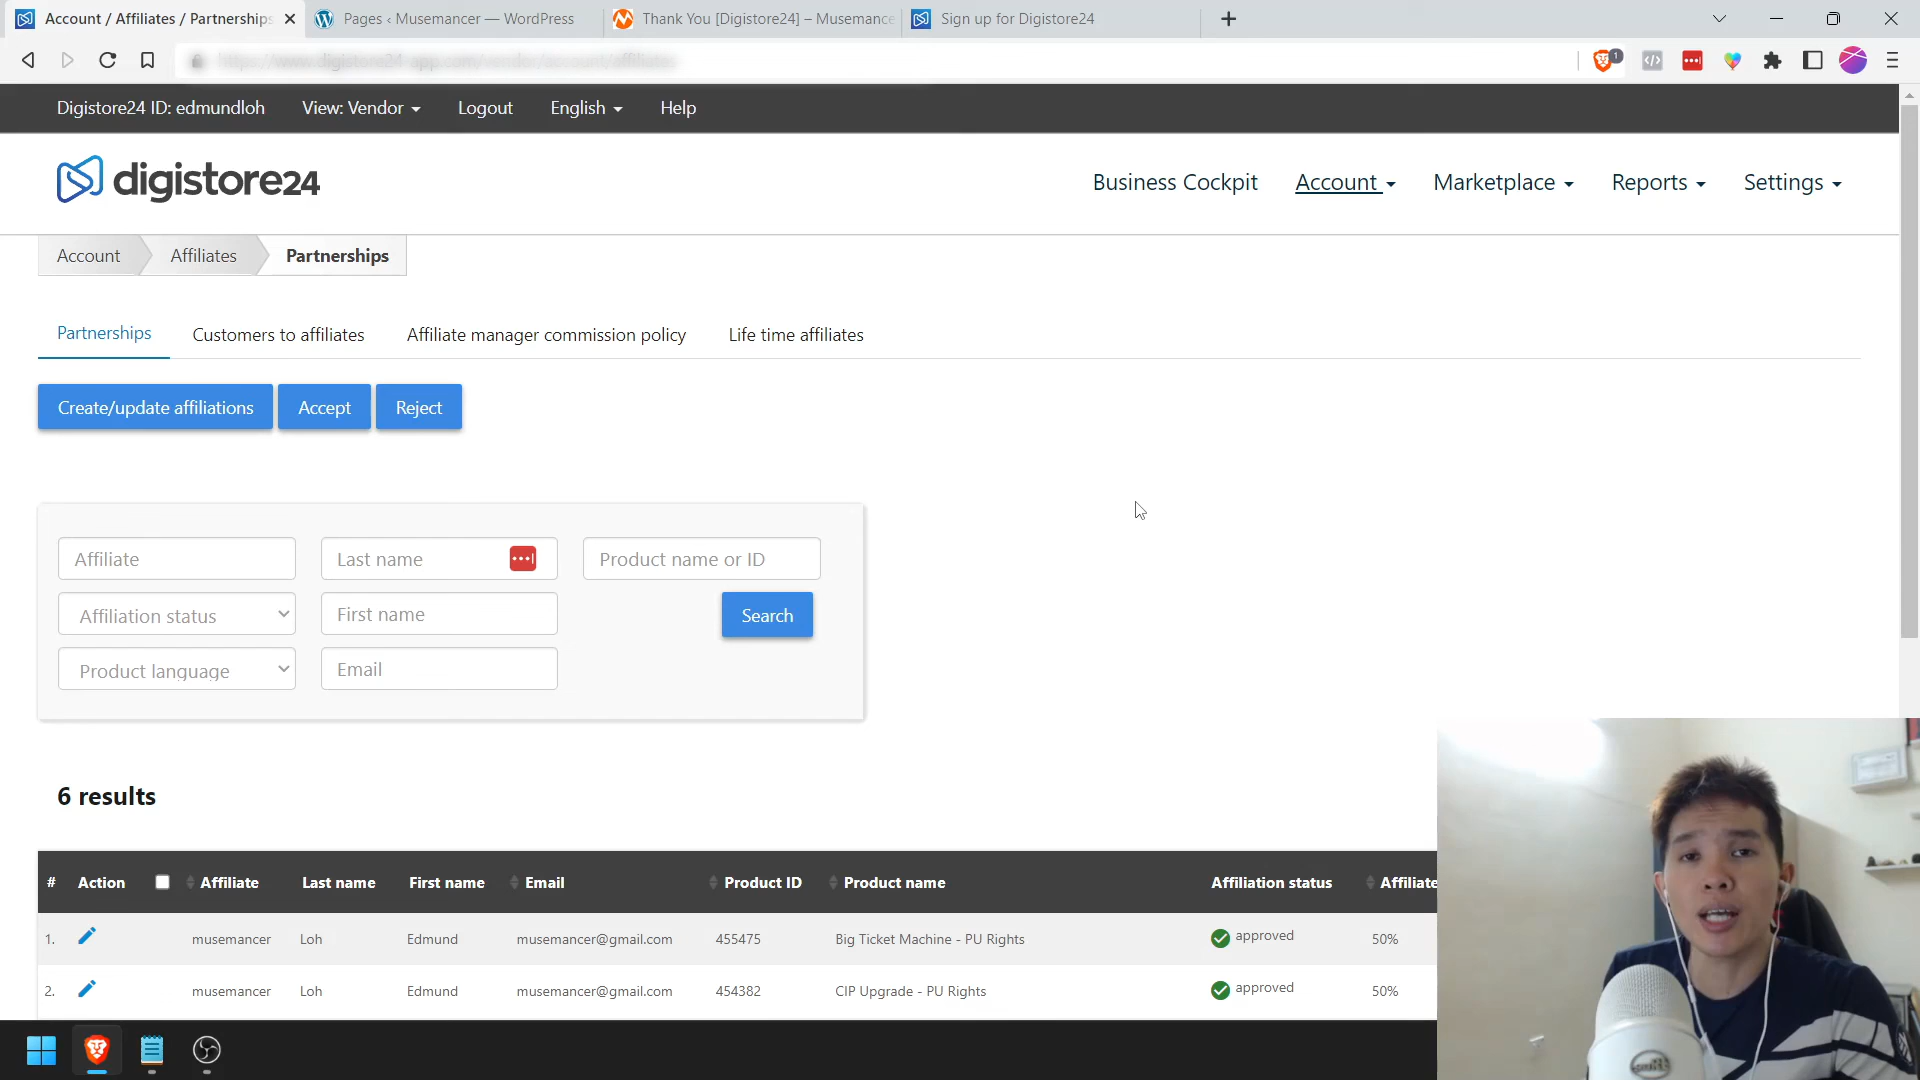 Account / Affiliates / Partnerships
Pages ‹ Musemancer — WordPress
Thank You [Digistore24] – Musemance
Sign up for Digistore24
1
Digistore24 ID: edmundloh
View: Vendor
Logout
English
Help
digistore24
Business Cockpit
Account
Marketplace
Reports
Settings
Account
Affiliates
Partnerships
Partnerships
Customers to affiliates
Affiliate manager commission policy
Life time affiliates
Create/update affiliations
Accept
Reject
Affiliate
Last name
Product name or ID
Affiliation status
First name
Search
Product language
Email
6 results
# Action Affiliate Last name First name Email Product ID Product name Affiliation status Affiliate
1. musemancer Loh Edmund musemancer@gmail.com 455475 Big Ticket Machine - PU Rights approved 50%
2. musemancer Loh Edmund musemancer@gmail.com 454382 CIP Upgrade - PU Rights approved 50%